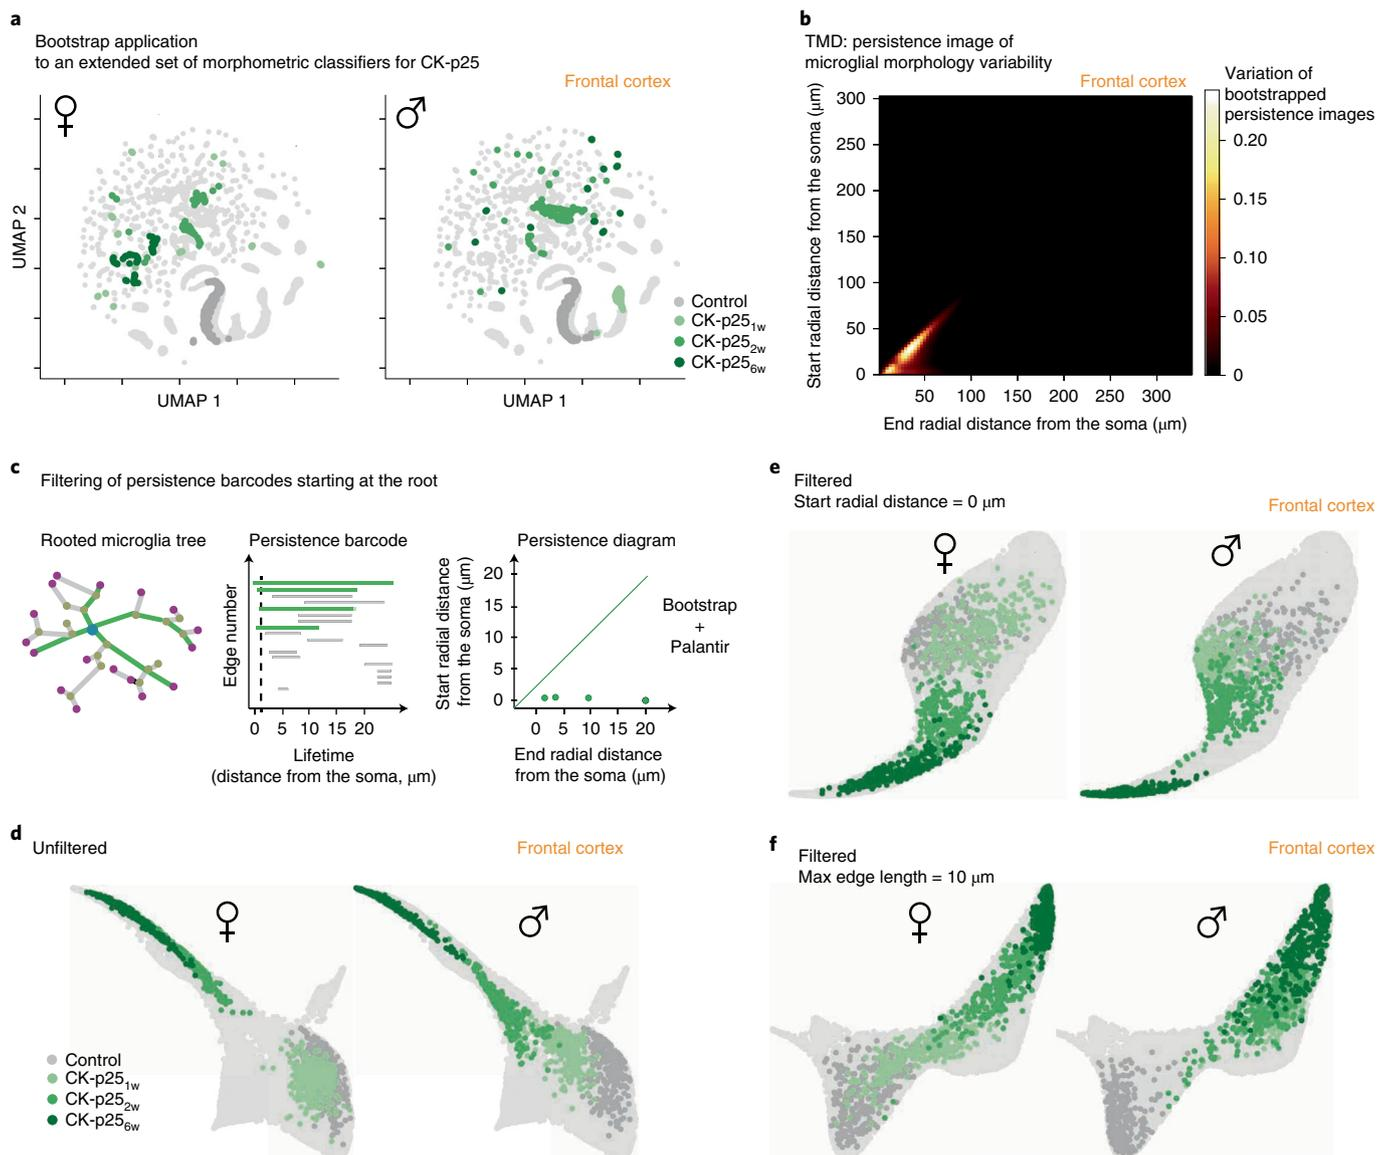 a
Bootstrap application
to an extended set of morphometric classifiers for CK-p25
Frontal cortex
♀
♂
UMAP 2
UMAP 1
UMAP 1
Control
CK-p251w
CK-p252w
CK-p256w
b
TMD: persistence image of
microglial morphology variability
Frontal cortex
Variation of
bootstrapped
persistence images
Start radial distance from the soma (μm)
300
250
200
150
100
50
0
50 100 150 200 250 300
End radial distance from the soma (μm)
0.20
0.15
0.10
0.05
0
c
Filtering of persistence barcodes starting at the root
Rooted microglia tree
Persistence barcode
Edge number
0 5 10 15 20
Lifetime
(distance from the soma, μm)
Persistence diagram
Start radial distance
from the soma (μm)
20
15
10
5
0
0 5 10 15 20
End radial distance
from the soma (μm)
Bootstrap
+
Palantir
d
Unfiltered
Frontal cortex
♀
♂
Control
CK-p251w
CK-p252w
CK-p256w
e
Filtered
Start radial distance = 0 μm
Frontal cortex
♀
♂
f
Filtered
Max edge length = 10 μm
Frontal cortex
♀
♂